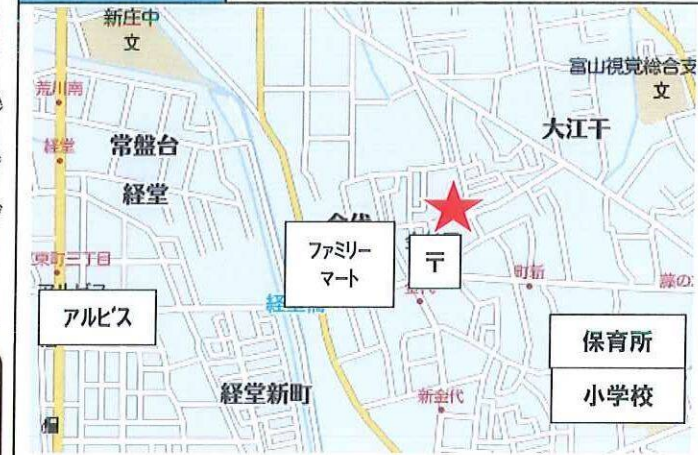 新庄中
文
富山視覚総合支
文
荒川南
大江干
経堂
常盤台
経堂
ファミリー
マート
〒
東町三丁目
町新
藤の
アルビス
保育所
経堂新町
新金代
小学校